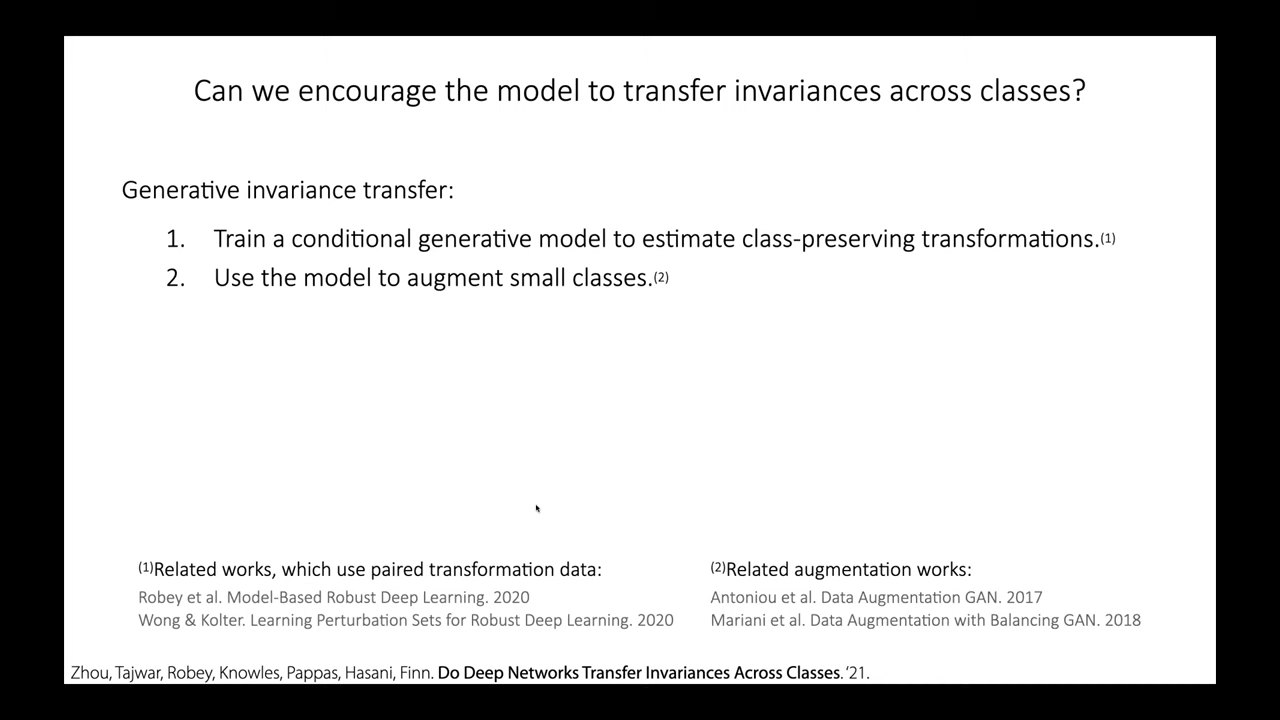 Can we encourage the model to transfer invariances across classes?
Generative invariance transfer:
1. Train a conditional generative model to estimate class-preserving transformations.(1)
2. Use the model to augment small classes.(2)
(1)Related works, which use paired transformation data:
Robey et al. Model-Based Robust Deep Learning. 2020
Wong & Kolter. Learning Perturbation Sets for Robust Deep Learning. 2020
(2)Related augmentation works:
Antoniou et al. Data Augmentation GAN. 2017
Mariani et al. Data Augmentation with Balancing GAN. 2018
Zhou, Tajwar, Robey, Knowles, Pappas, Hasani, Finn. Do Deep Networks Transfer Invariances Across Classes. ‘21.